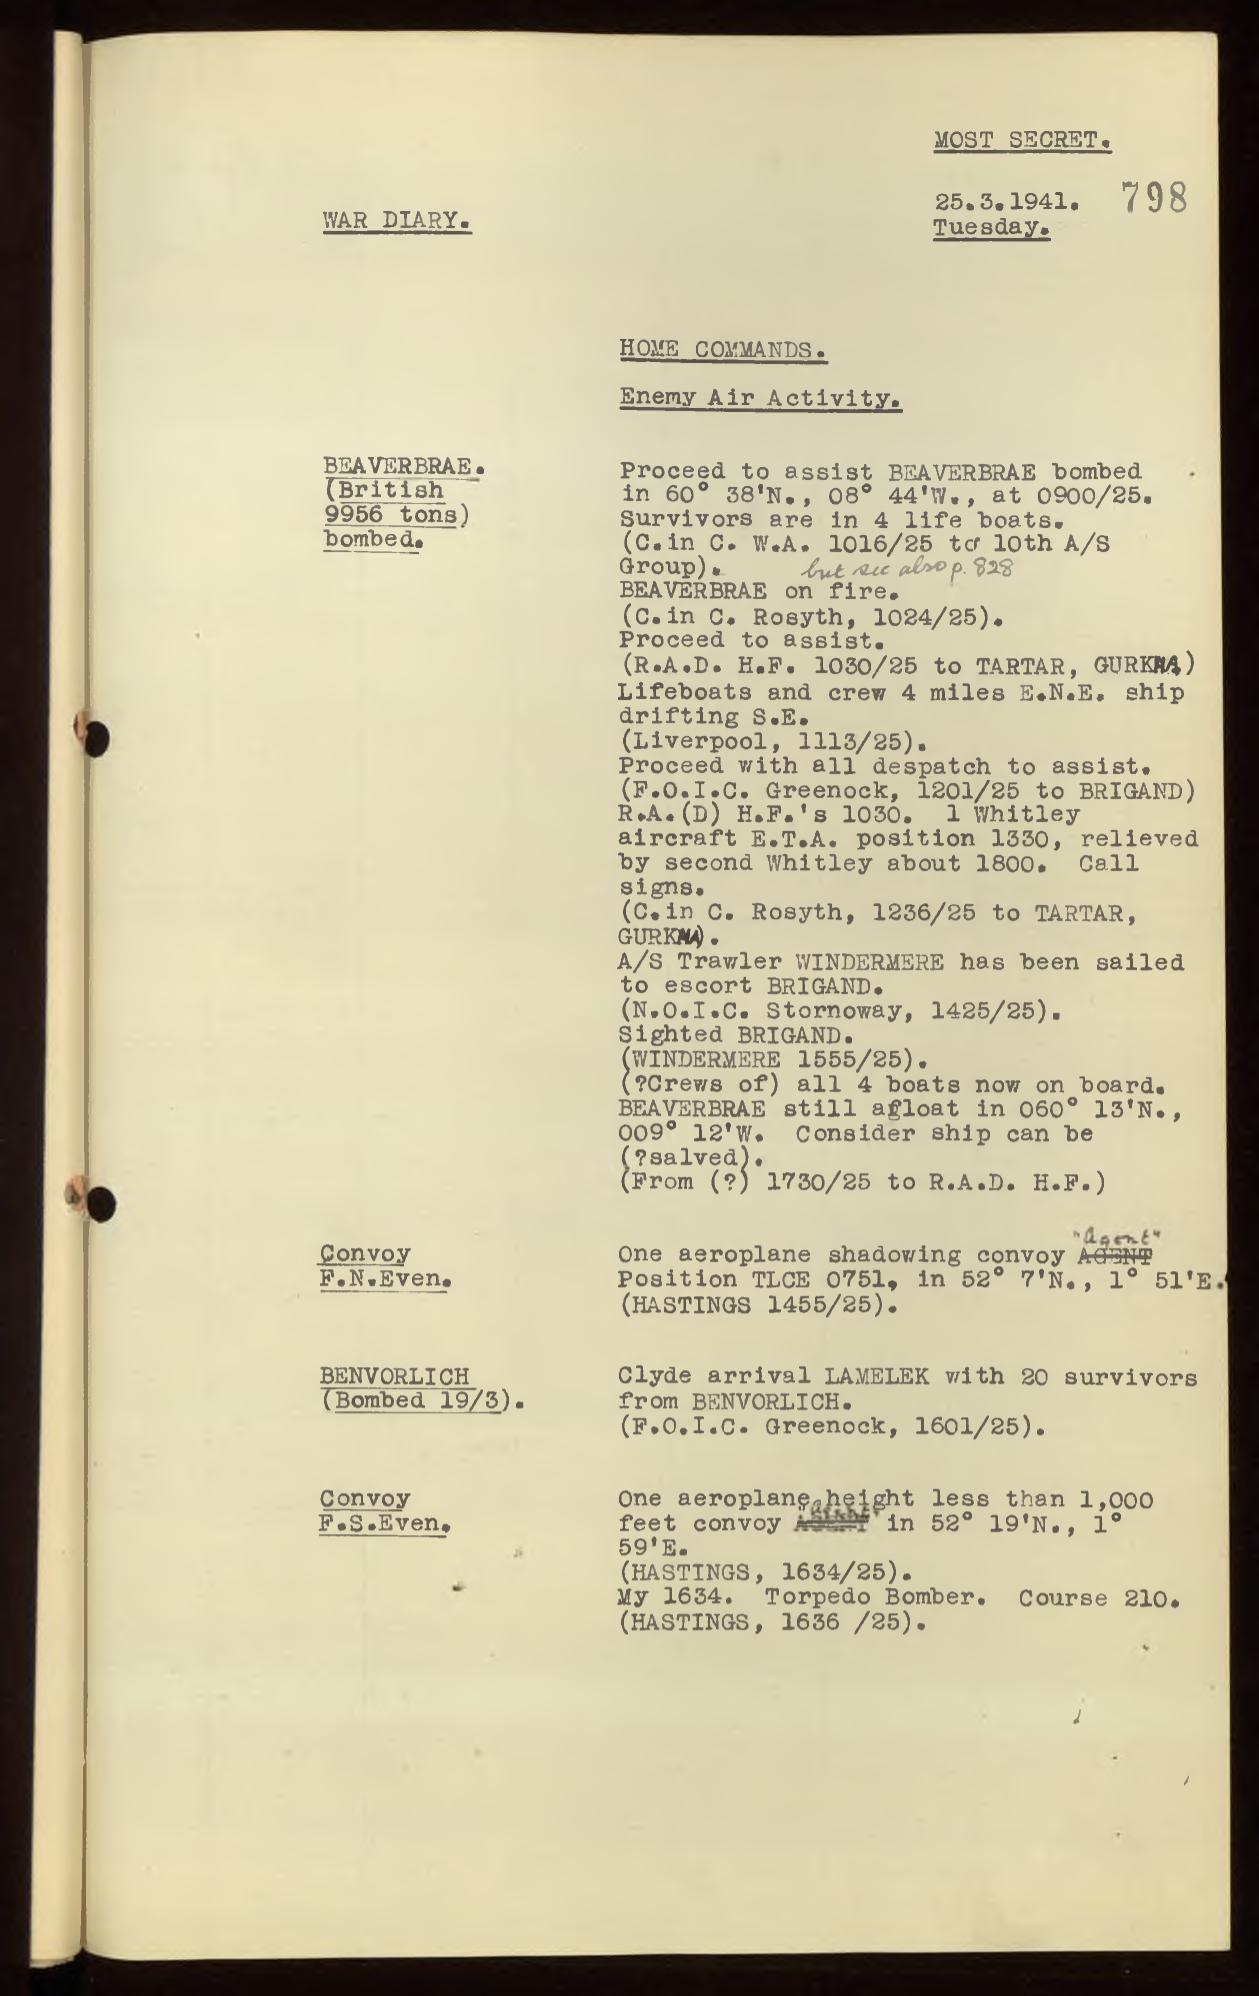 MOST SECRET.
25.3.1941. 798
WAR DIARY.
Tuesday.
HOME COMMANDS.
Enemy Air Activity.
BEAVERBRAE.
(British
9956 tons)
bombed.
Proceed to assist BEAVERBRAE bombed
in 60° 38'N., 08° 44'W., at 0900/25.
Survivors are in 4 life boats.
(C.in C. W.A. 1016/25 to 10th A/S
Group). but see also p. 828
BEAVERBRAE on fire.
(C.in C. Rosyth, 1024/25).
Proceed to assist.
(R.A.D. H.F. 1030/25 to TARTAR, GURKHA)
Lifeboats and crew 4 miles E.N.E. ship
drifting S.E.
(Liverpool, 1113/25).
Proceed with all despatch to assist.
(F.O.I.C. Greenock, 1201/25 to BRIGAND)
R.A.(D) H.F.'s 1030. 1 Whitley
aircraft E.T.A. position 1330, relieved
by second Whitley about 1800. Call
signs.
(C.in C. Rosyth, 1236/25 to TARTAR,
GURKHA).
A/S Trawler WINDERMERE has been sailed
to escort BRIGAND.
(N.O.I.C. Stornoway, 1425/25).
Sighted BRIGAND.
(WINDERMERE 1555/25).
(?Crews of) all 4 boats now on board.
BEAVERBRAE still afloat in 060° 13'N.,
009° 12'W. Consider ship can be
(?salved).
(From (?) 1730/25 to R.A.D. H.F.)
Convoy
F.N.Even.
"Agent"
One aeroplane shadowing convoy AGENT
Position TLCE 0751, in 52° 7'N., 1° 51'E.
(HASTINGS 1455/25).
BENVORLICH
(Bombed 19/3).
Clyde arrival LAMELEK with 20 survivors
from BENVORLICH.
(F.O.I.C. Greenock, 1601/25).
Convoy
F.S.Even.
One aeroplane, height less than 1,000
feet convoy in 52° 19'N., 1°
59'E.
(HASTINGS, 1634/25).
My 1634. Torpedo Bomber. Course 210.
(HASTINGS, 1636 /25).